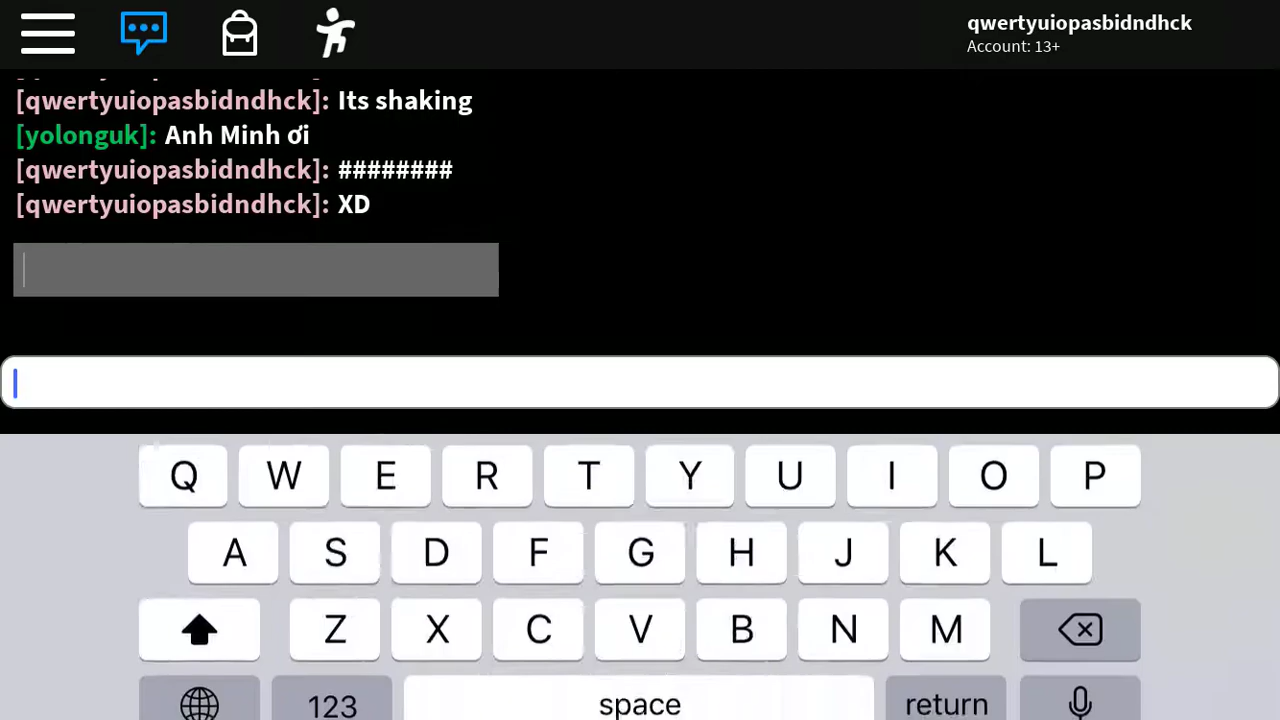 qwertyuiopasbidndhck
Account: 13+
[qwertyuiopasbidndhck]: Its shaking
[yolonguk]: Anh Minh ơi
[qwertyuiopasbidndhck]: ########
[qwertyuiopasbidndhck]: XD
Q W E R T Y U I O P
A S D F G H J K L
Z X C V B N M
123 space return